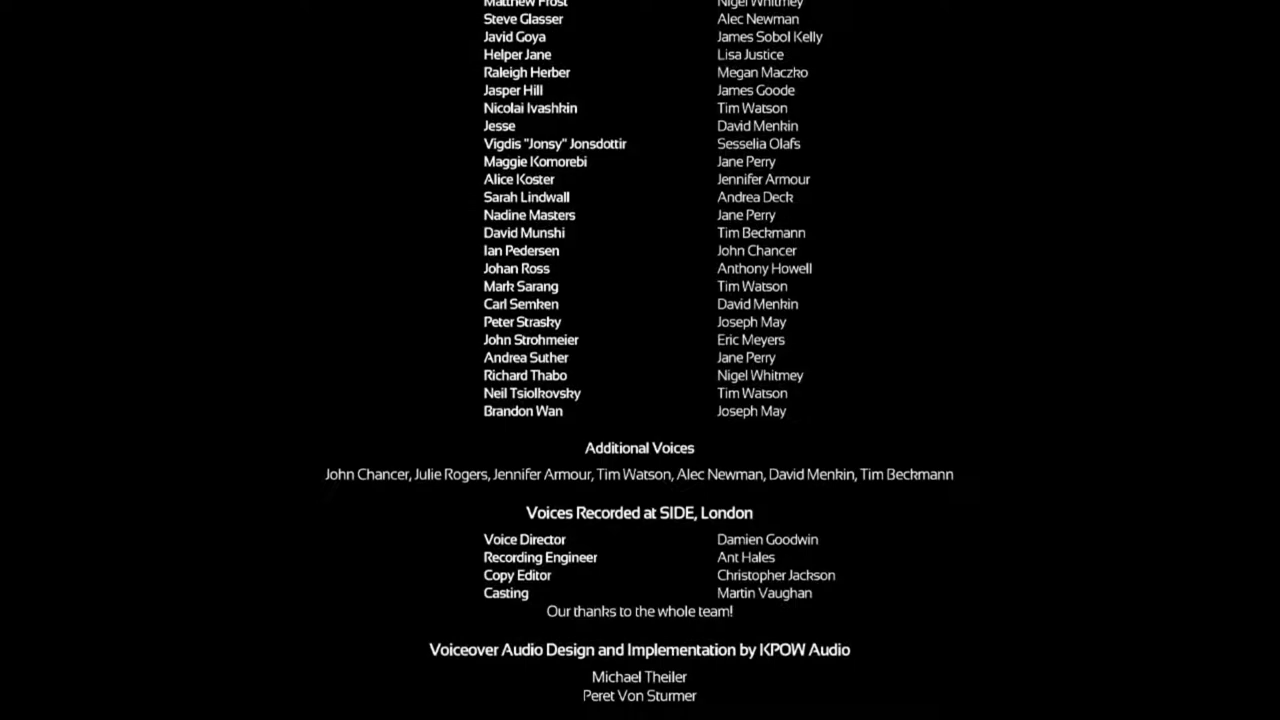 Matthew Frost Nigel Whitmey
Steve Glasser Alec Newman
Javid Goya James Sobol Kelly
Helper Jane Lisa Justice
Raleigh Herber Megan Maczko
Jasper Hill James Goode
Nicolai Ivashkin Tim Watson
Jesse David Menkin
Vigdis "Jonsy" Jonsdottir Sesselia Olafs
Maggie Komorebi Jane Perry
Alice Koster Jennifer Armour
Sarah Lindwall Andrea Deck
Nadine Masters Jane Perry
David Munshi Tim Beckmann
Ian Pedersen John Chancer
Johan Ross Anthony Howell
Mark Sarang Tim Watson
Carl Semken David Menkin
Peter Strasky Joseph May
John Strohmeier Eric Meyers
Andrea Suther Jane Perry
Richard Thabo Nigel Whitmey
Neil Tsiolkovsky Tim Watson
Brandon Wan Joseph May
Additional Voices
John Chancer, Julie Rogers, Jennifer Armour, Tim Watson, Alec Newman, David Menkin, Tim Beckmann
Voices Recorded at SIDE, London
Voice Director Damien Goodwin
Recording Engineer Ant Hales
Copy Editor Christopher Jackson
Casting Martin Vaughan
Our thanks to the whole team!
Voiceover Audio Design and Implementation by KPOW Audio
Michael Theiler
Peret Von Sturmer